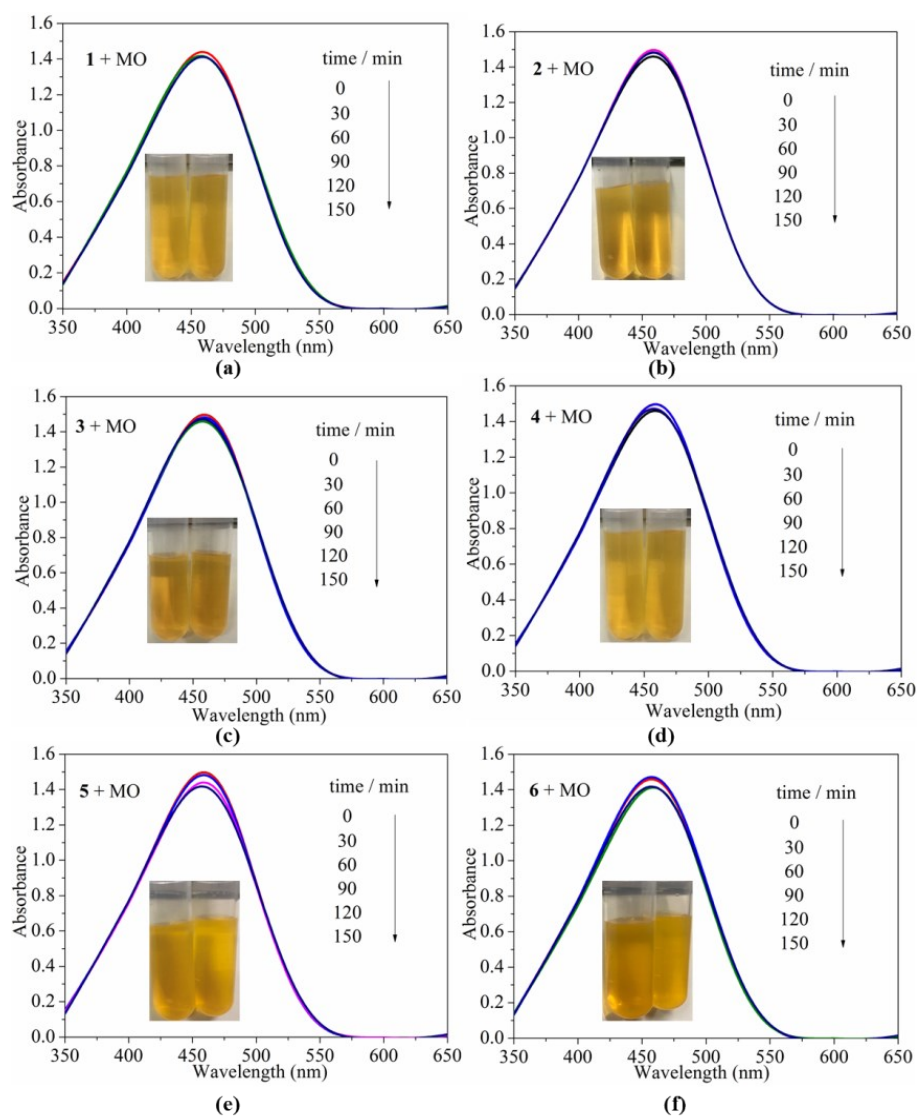 1 + MO
time / min
0
30
60
90
120
150
Absorbance
1.6
1.4
1.2
1.0
0.8
0.6
0.4
0.2
0.0
350 400 450 500 550 600 650
Wavelength (nm)
(a)
2 + MO
time / min
0
30
60
90
120
150
Absorbance
1.6
1.4
1.2
1.0
0.8
0.6
0.4
0.2
0.0
350 400 450 500 550 600 650
Wavelength (nm)
(b)
3 + MO
time / min
0
30
60
90
120
150
Absorbance
1.6
1.4
1.2
1.0
0.8
0.6
0.4
0.2
0.0
350 400 450 500 550 600 650
Wavelength (nm)
(c)
4 + MO
time / min
0
30
60
90
120
150
Absorbance
1.6
1.4
1.2
1.0
0.8
0.6
0.4
0.2
0.0
350 400 450 500 550 600 650
Wavelength (nm)
(d)
5 + MO
time / min
0
30
60
90
120
150
Absorbance
1.6
1.4
1.2
1.0
0.8
0.6
0.4
0.2
0.0
350 400 450 500 550 600 650
Wavelength (nm)
(e)
6 + MO
time / min
0
30
60
90
120
150
Absorbance
1.6
1.4
1.2
1.0
0.8
0.6
0.4
0.2
0.0
350 400 450 500 550 600 650
Wavelength (nm)
(f)